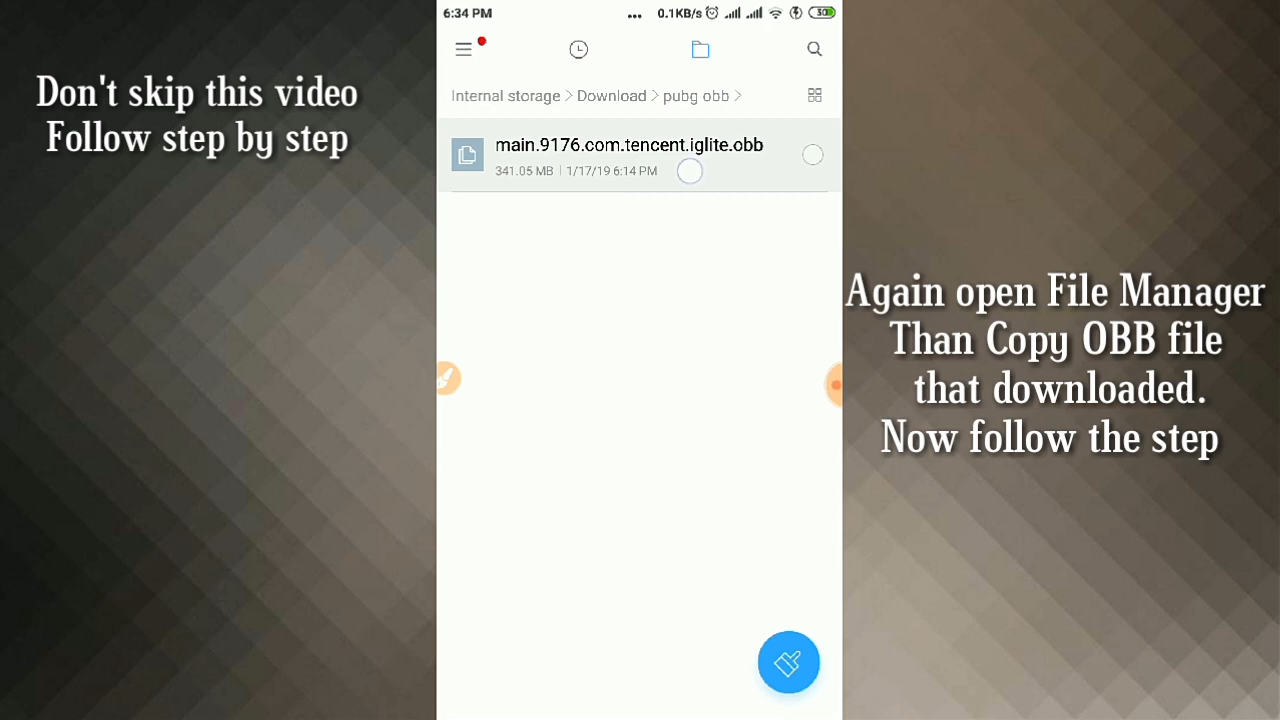 6:34 PM ... 0.1KB/s 30
Don't skip this video
Follow step by step
Internal storage > Download > pubg obb >
main.9176.com.tencent.iglite.obb
341.05 MB | 1/17/19 6:14 PM
Again open File Manager
Than Copy OBB file
that downloaded.
Now follow the step